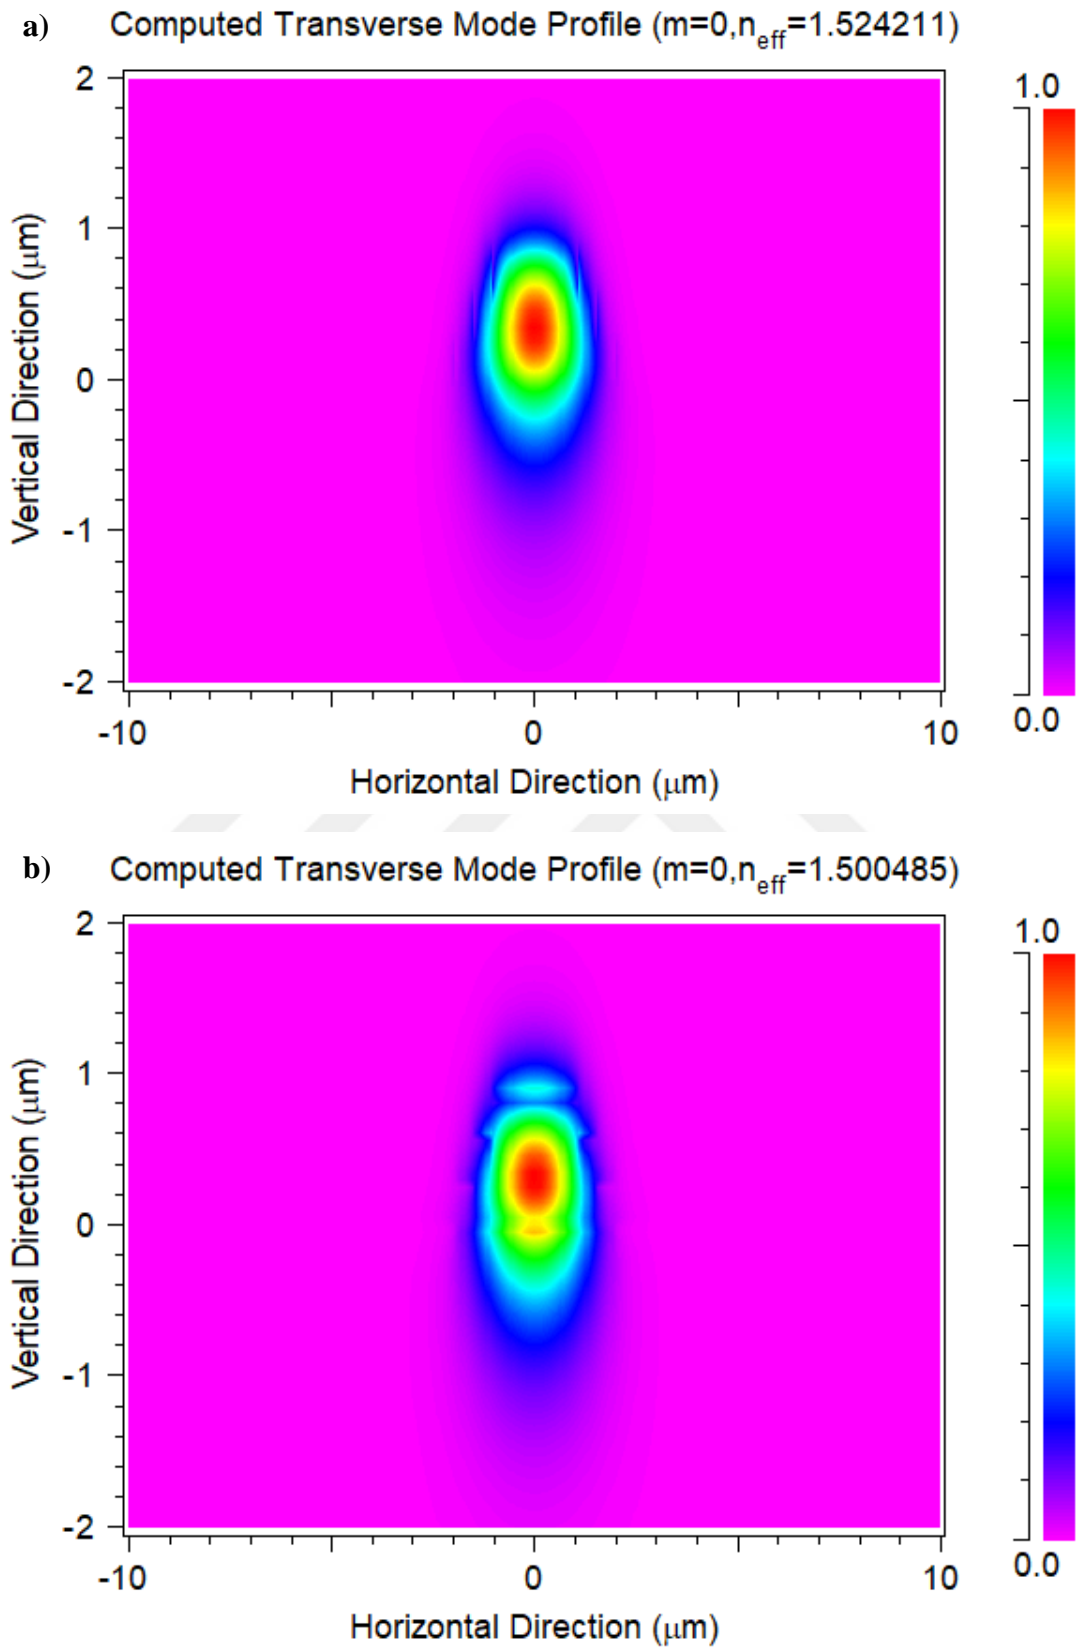 a) Computed Transverse Mode Profile (m=0,neff=1.524211)
1.0
2
1
0
-1
-2
Vertical Direction (μm)
0.0
-10 0 10
Horizontal Direction (μm)
b) Computed Transverse Mode Profile (m=0,neff=1.500485)
1.0
2
1
0
-1
-2
Vertical Direction (μm)
0.0
-10 0 10
Horizontal Direction (μm)